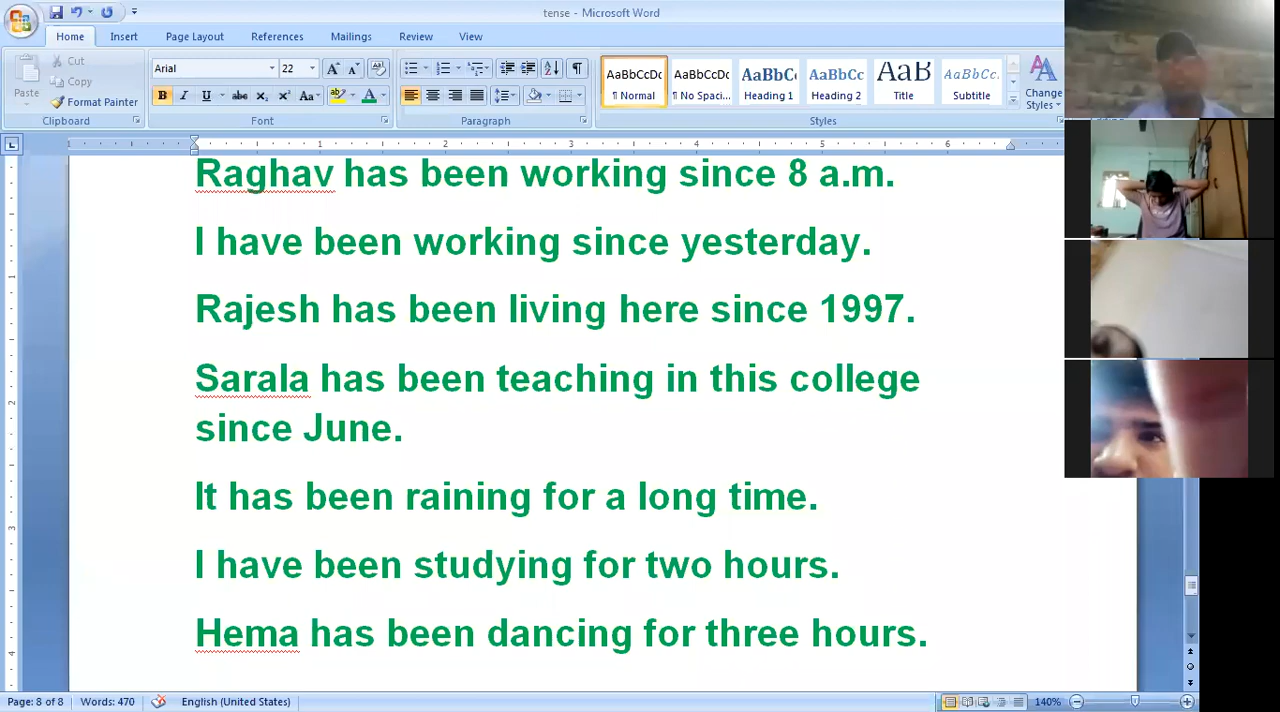 tense - Microsoft Word
Home Insert Page Layout References Mailings Review View
Cut
Copy
Paste
Format Painter
Clipboard
Arial 22
Font
Paragraph
AaBbCcDc AaBbCcDc AaBbC AaBbCc AaB AaBbCc.
¶ Normal ¶ No Spaci... Heading 1 Heading 2 Title Subtitle
Change
Styles
Styles
Raghav has been working since 8 a.m.
I have been working since yesterday.
Rajesh has been living here since 1997.
Sarala has been teaching in this college
since June.
It has been raining for a long time.
I have been studying for two hours.
Hema has been dancing for three hours.
Page: 8 of 8 Words: 470 English (United States) 140%